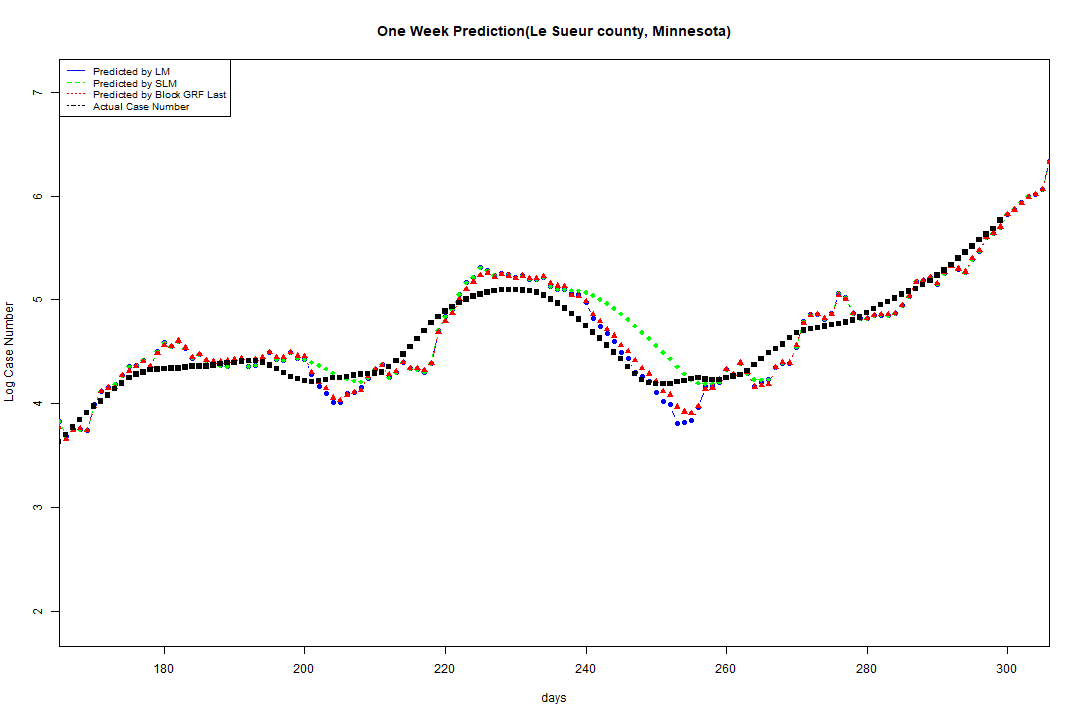 One Week Prediction(Le Sueur county, Minnesota)
Predicted by LM
Predicted by SLM
Predicted by Block GRF Last
Actual Case Number
7
6
5
4
3
2
Log Case Number
180 200 220 240 260 280 300
days